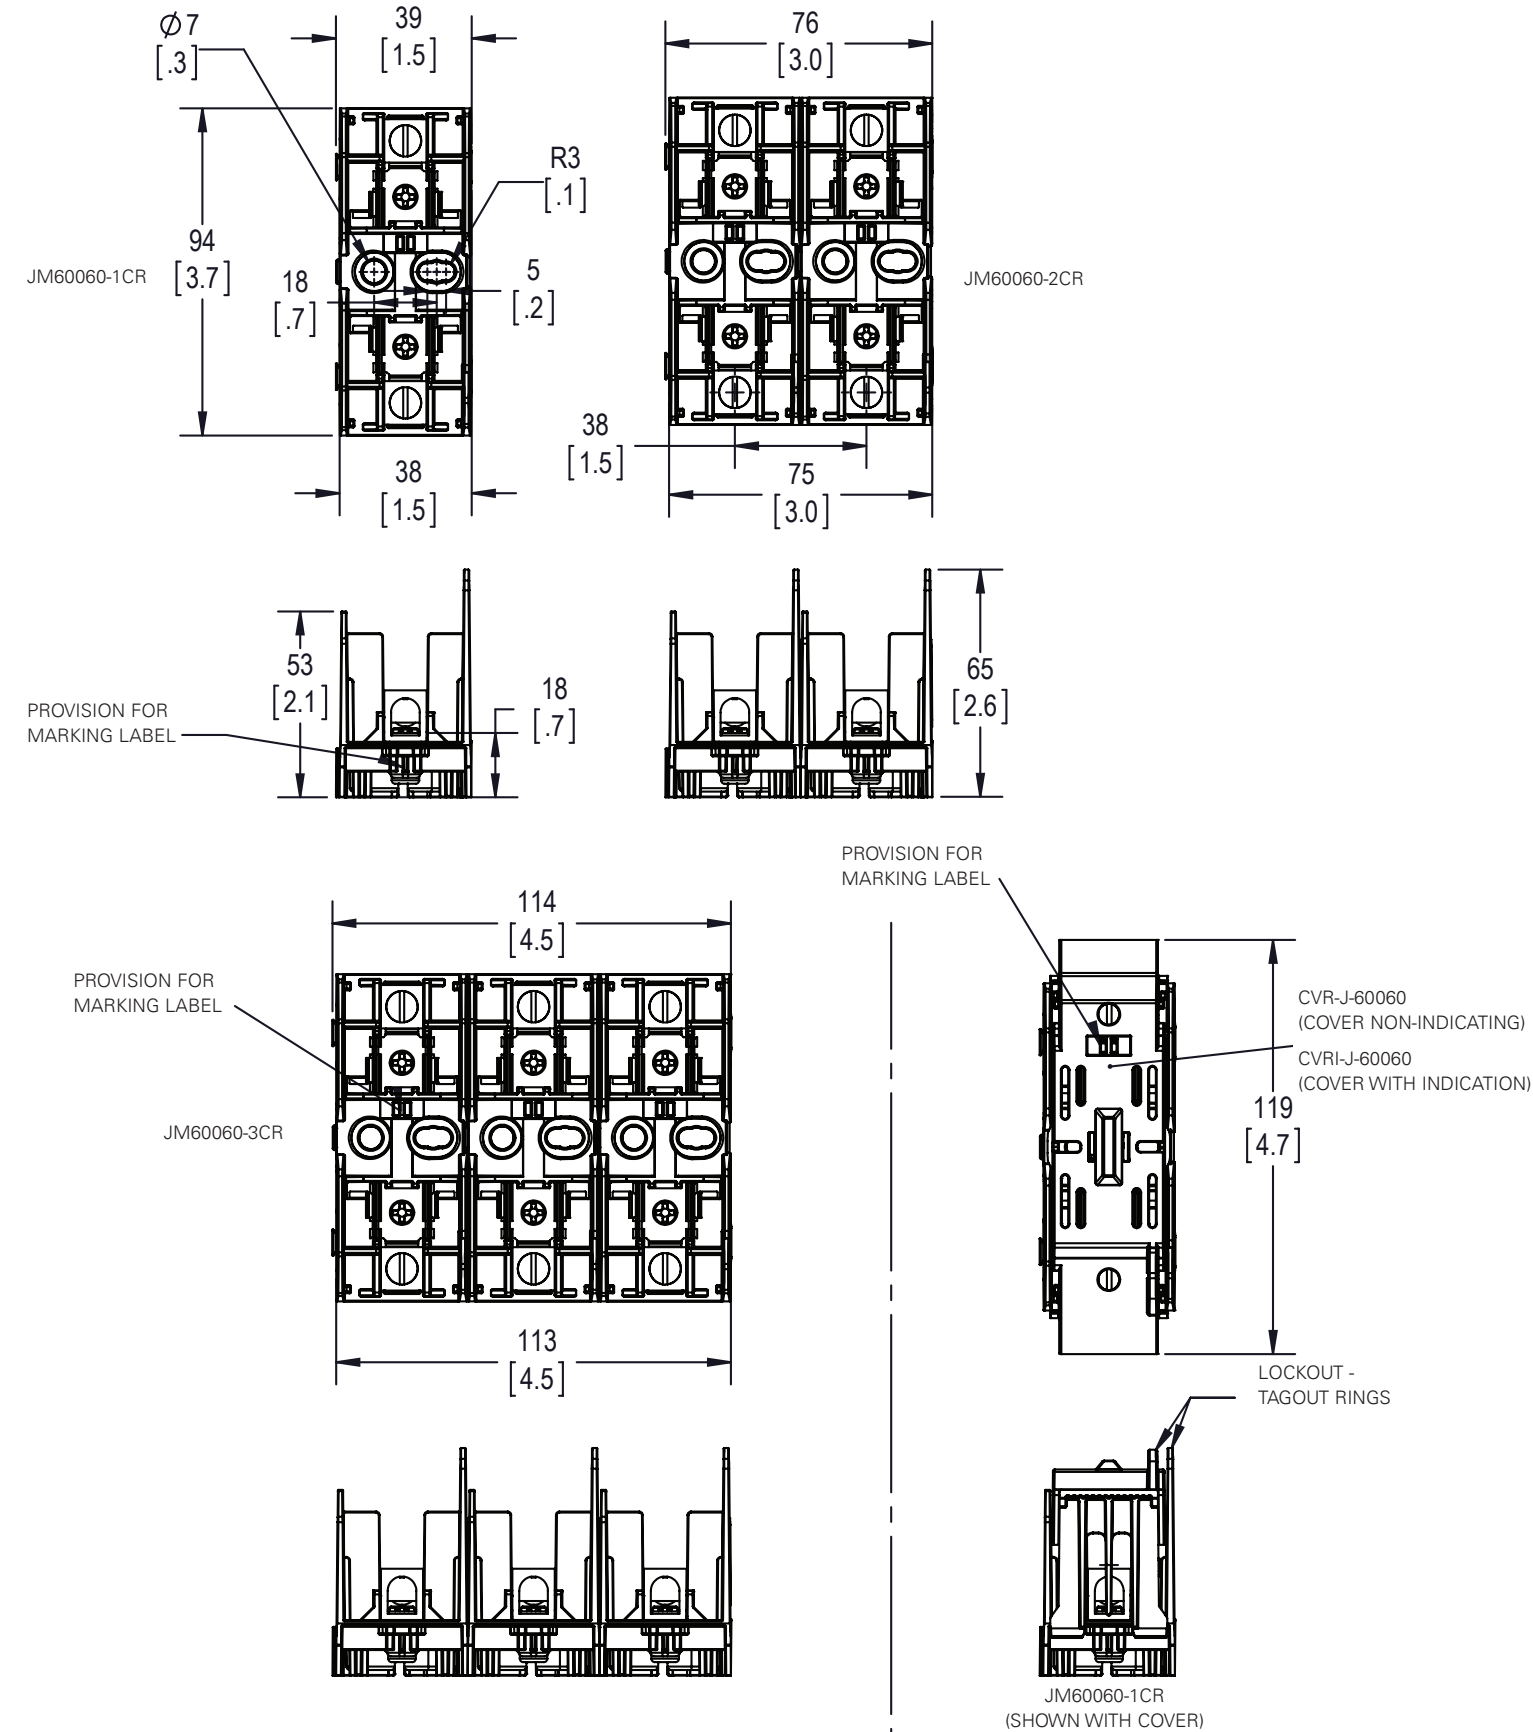 Ø7
[.3]
39
[1.5]
76
[3.0]
R3
[.1]
94
[3.7]
JM60060-1CR
18
[.7]
5
[.2]
JM60060-2CR
38
[1.5]
38
[1.5]
75
[3.0]
53
[2.1]
18
[.7]
65
[2.6]
PROVISION FOR
MARKING LABEL
PROVISION FOR
MARKING LABEL
114
[4.5]
PROVISION FOR
MARKING LABEL
CVR-J-60060
(COVER NON-INDICATING)
CVRI-J-60060
(COVER WITH INDICATION)
119
[4.7]
JM60060-3CR
113
[4.5]
LOCKOUT -
TAGOUT RINGS
JM60060-1CR
(SHOWN WITH COVER)